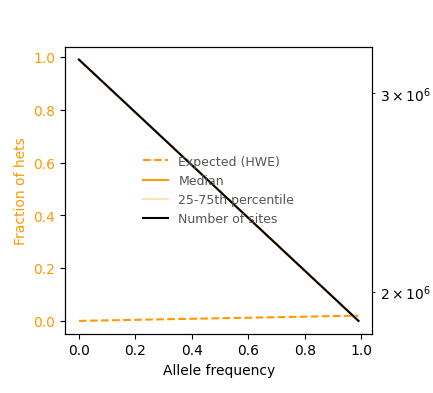 1.0
0.8
0.6
0.4
0.2
0.0
Fraction of hets
Expected (HWE)
Median
25-75th percentile
Number of sites
3 × 10⁶
2 × 10⁶
0.0 0.2 0.4 0.6 0.8 1.0
Allele frequency